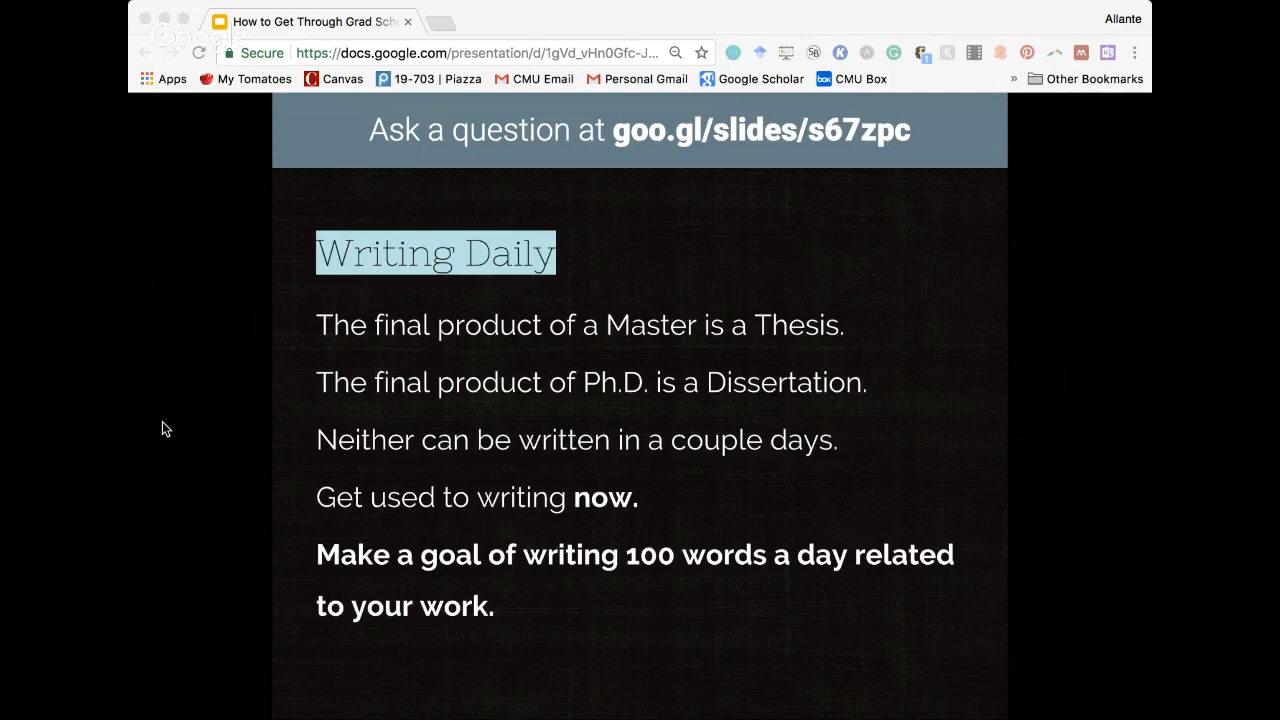 How to Get Through Grad Sch
Allante
Google
Secure https://docs.google.com/presentation/d/1gVd_vHn0Gfc-J...
Apps My Tomatoes Canvas 19-703 | Piazza CMU Email Personal Gmail Google Scholar CMU Box » Other Bookmarks
Ask a question at goo.gl/slides/s67zpc
Writing Daily
The final product of a Master is a Thesis.
The final product of Ph.D. is a Dissertation.
Neither can be written in a couple days.
Get used to writing now.
Make a goal of writing 100 words a day related
to your work.